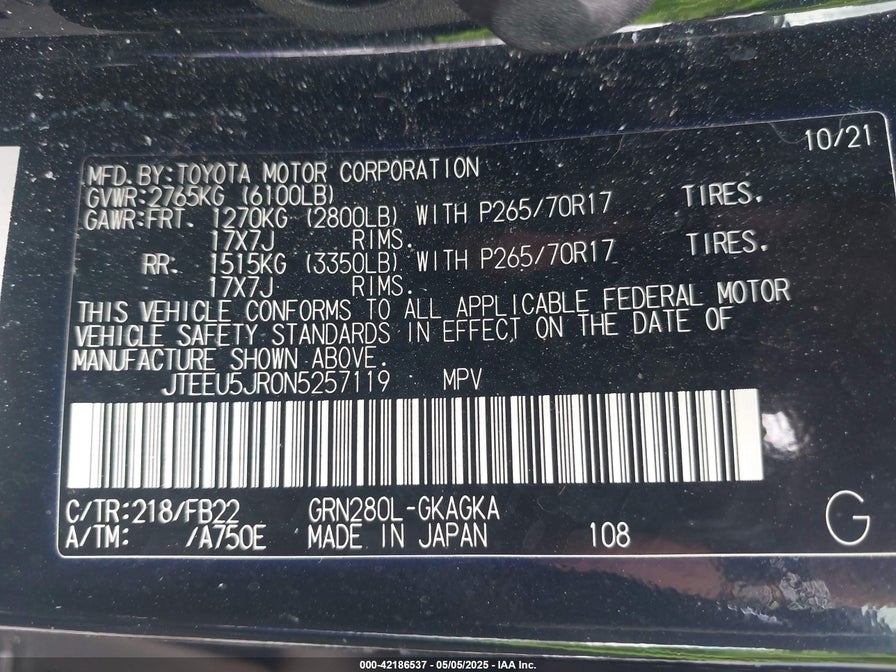 10/21
MFD.BY:TOYOTA MOTOR CORPORATION
GVWR:2765KG (6100LB)
GAWR:FRT. 1270KG (2800LB) WITH P265/70R17 TIRES.
17X7J RIMS.
RR. 1515KG (3350LB) WITH P265/70R17 TIRES.
17X7J RIMS.
THIS VEHICLE CONFORMS TO ALL APPLICABLE FEDERAL MOTOR
VEHICLE SAFETY STANDARDS IN EFFECT ON THE DATE OF
MANUFACTURE SHOWN ABOVE.
JTEEU5JR0N5257119 MPV
C/TR:218/FB22 GRN280L-GKAGKA
A/TM: /A750E MADE IN JAPAN 108 G
000-42186537 - 05/05/2025 - IAA Inc.